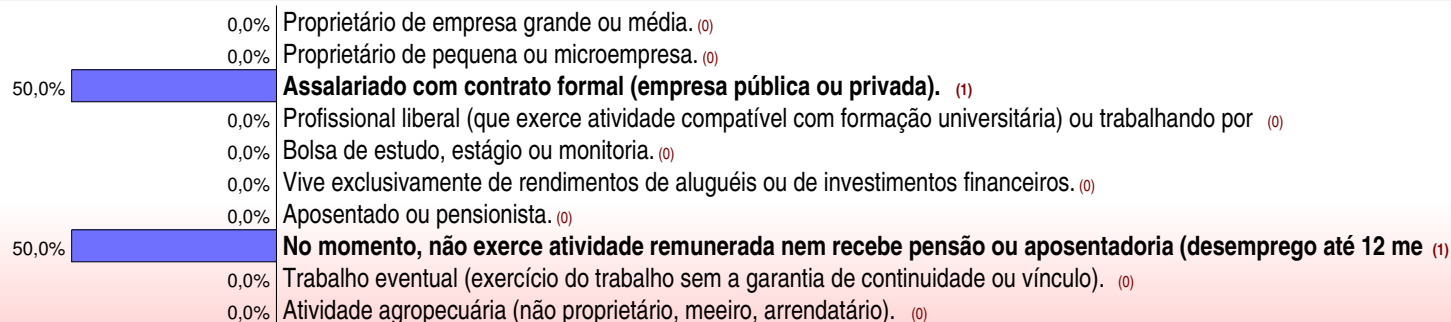 0,0% Proprietário de empresa grande ou média. (0)
0,0% Proprietário de pequena ou microempresa. (0)
50,0% Assalariado com contrato formal (empresa pública ou privada). (1)
0,0% Profissional liberal (que exerce atividade compatível com formação universitária) ou trabalhando por (0)
0,0% Bolsa de estudo, estágio ou monitoria. (0)
0,0% Vive exclusivamente de rendimentos de aluguéis ou de investimentos financeiros. (0)
0,0% Aposentado ou pensionista. (0)
50,0% No momento, não exerce atividade remunerada nem recebe pensão ou aposentadoria (desemprego até 12 me (1)
0,0% Trabalho eventual (exercício do trabalho sem a garantia de continuidade ou vínculo). (0)
0,0% Atividade agropecuária (não proprietário, meeiro, arrendatário). (0)